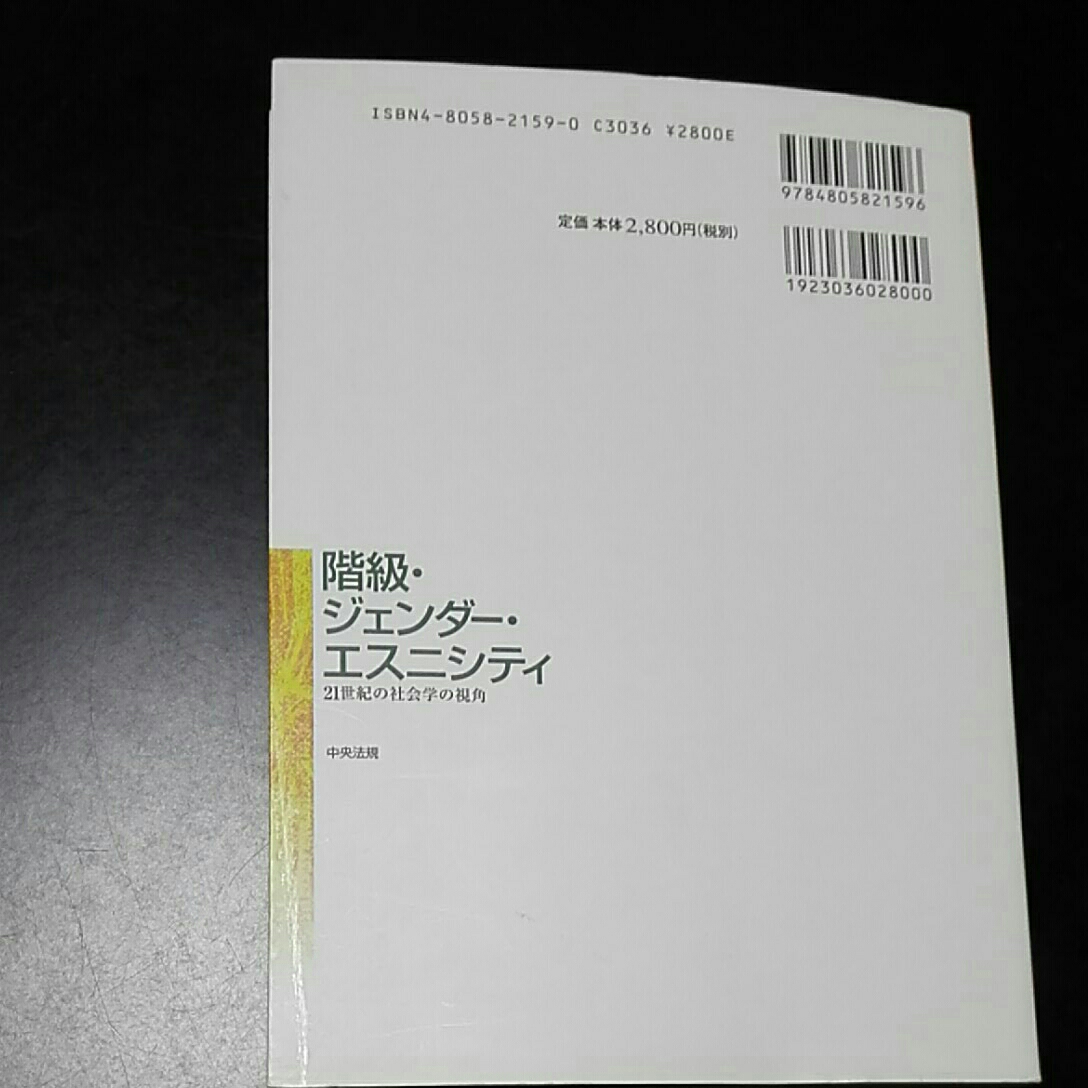 ISBN4-8058-2159-0 C3036 ¥2800E
9784805821596
定価 本体2,800円(税別)
1923036028000
階級・
ジェンダー・
エスニシティ
21世紀の社会学の視角
中央法規